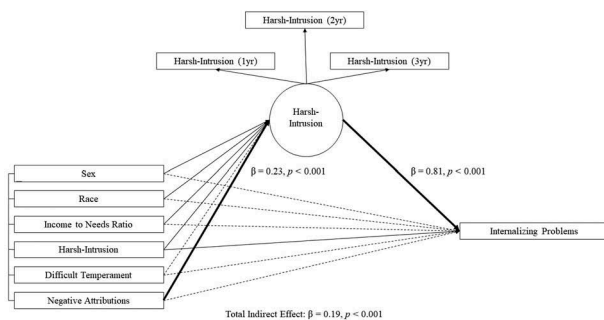 Harsh-Intrusion (2yr)
Harsh-Intrusion (1yr)
Harsh-Intrusion (3yr)
Harsh-
Intrusion
β = 0.23, p < 0.001
β = 0.81, p < 0.001
Sex
Race
Income to Needs Ratio
Harsh-Intrusion
Difficult Temperament
Negative Attributions
Internalizing Problems
Total Indirect Effect: β = 0.19, p < 0.001